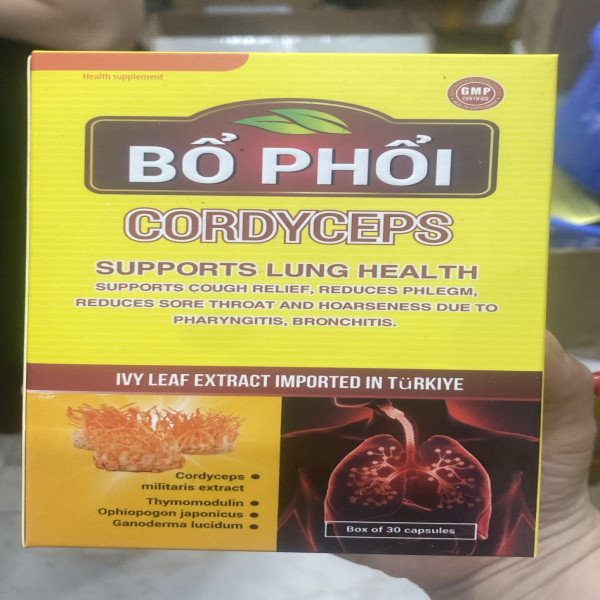 Health supplement
GMP
CERTIFIED
BỔ PHỔI
CORDYCEPS
SUPPORTS LUNG HEALTH
SUPPORTS COUGH RELIEF, REDUCES PHLEGM,
REDUCES SORE THROAT AND HOARSENESS DUE TO
PHARYNGITIS, BRONCHITIS.
IVY LEAF EXTRACT IMPORTED IN TüRKIYE
Cordyceps
militaris extract
Thymomodulin
Ophiopogon japonicus
Ganoderma lucidum
Box of 30 capsules